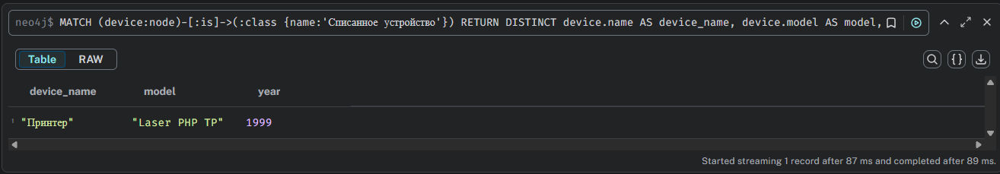 neo4j$ MATCH (device:node)-[:is]->(:class {name:'Списанное устройство'}) RETURN DISTINCT device.name AS device_name, device.model AS model,
Table RAW
device_name model year
1 "Принтер" "Laser PHP TP" 1999
Started streaming 1 record after 87 ms and completed after 89 ms.